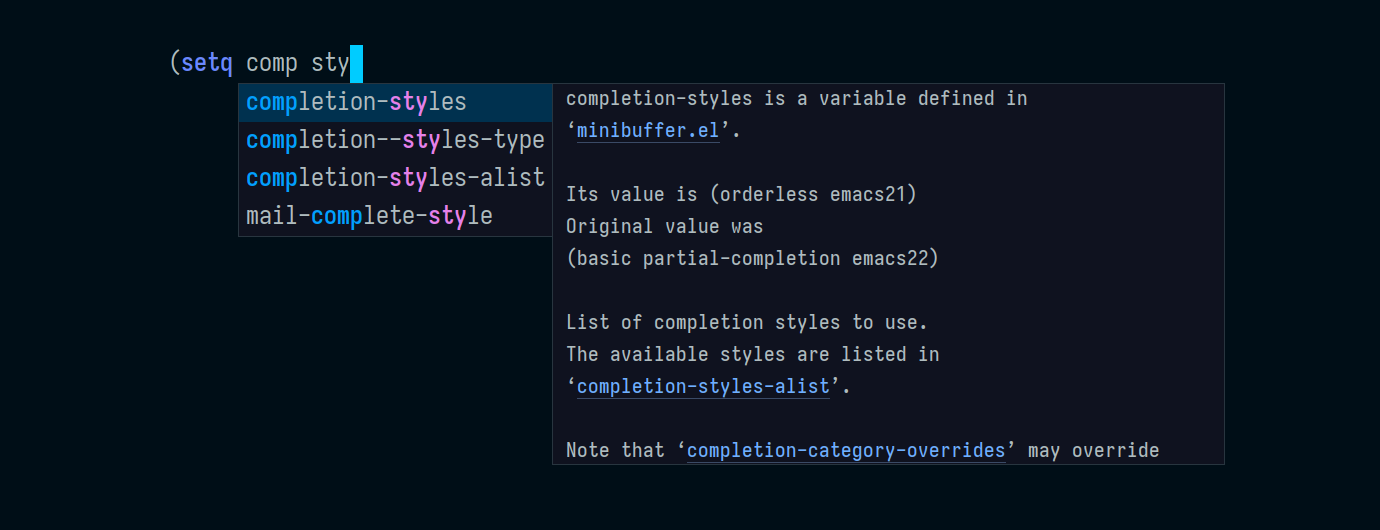 (setq comp sty
completion-styles
completion--styles-type
completion-styles-alist
mail-complete-style
completion-styles is a variable defined in
‘minibuffer.el’.
Its value is (orderless emacs21)
Original value was
(basic partial-completion emacs22)
List of completion styles to use.
The available styles are listed in
‘completion-styles-alist’.
Note that ‘completion-category-overrides’ may override